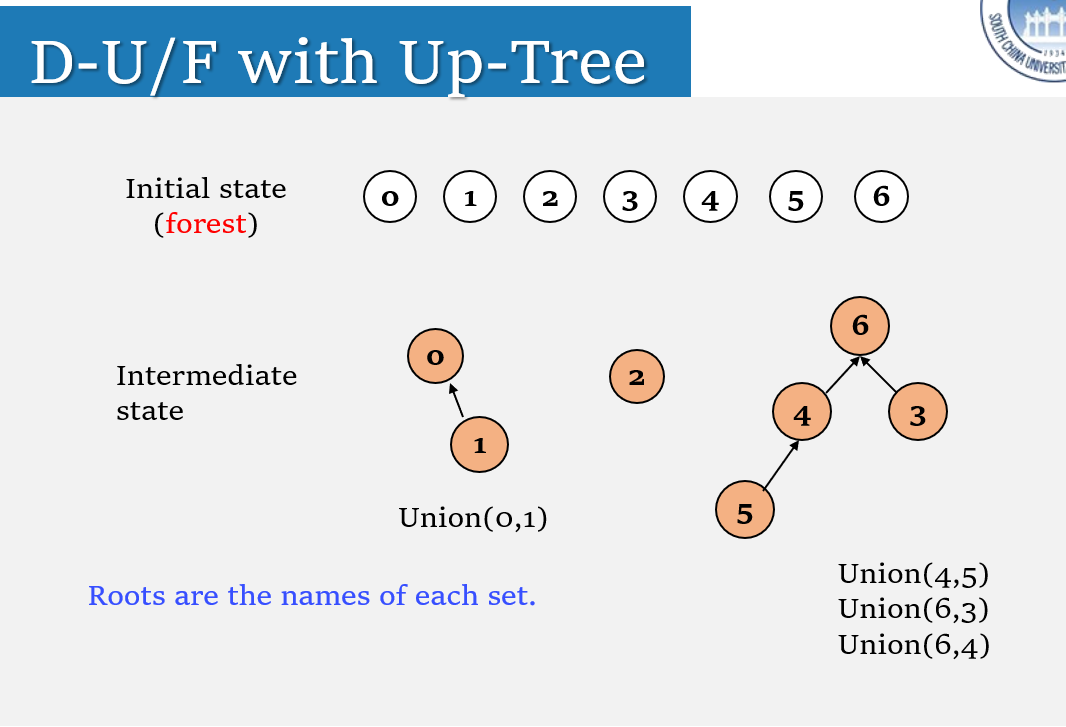 D-U/F with Up-Tree
SOUTH CHINA UNIVERSIT
1934
Initial state
(forest)
0 1 2 3 4 5 6
Intermediate
state
0
1
2
6
4 3
5
Union(0,1)
Union(4,5)
Union(6,3)
Union(6,4)
Roots are the names of each set.